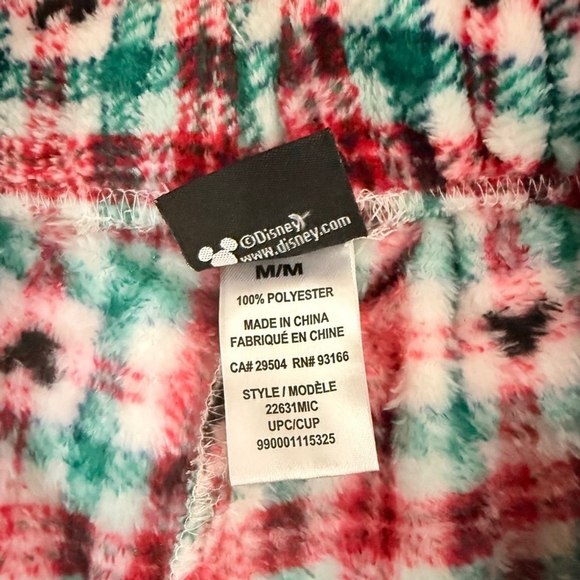 ©Disney
www.disney.com
M/M
100% POLYESTER
MADE IN CHINA
FABRIQUÉ EN CHINE
CA# 29504 RN# 93166
STYLE / MODÈLE
22631MIC
UPC/CUP
990001115325